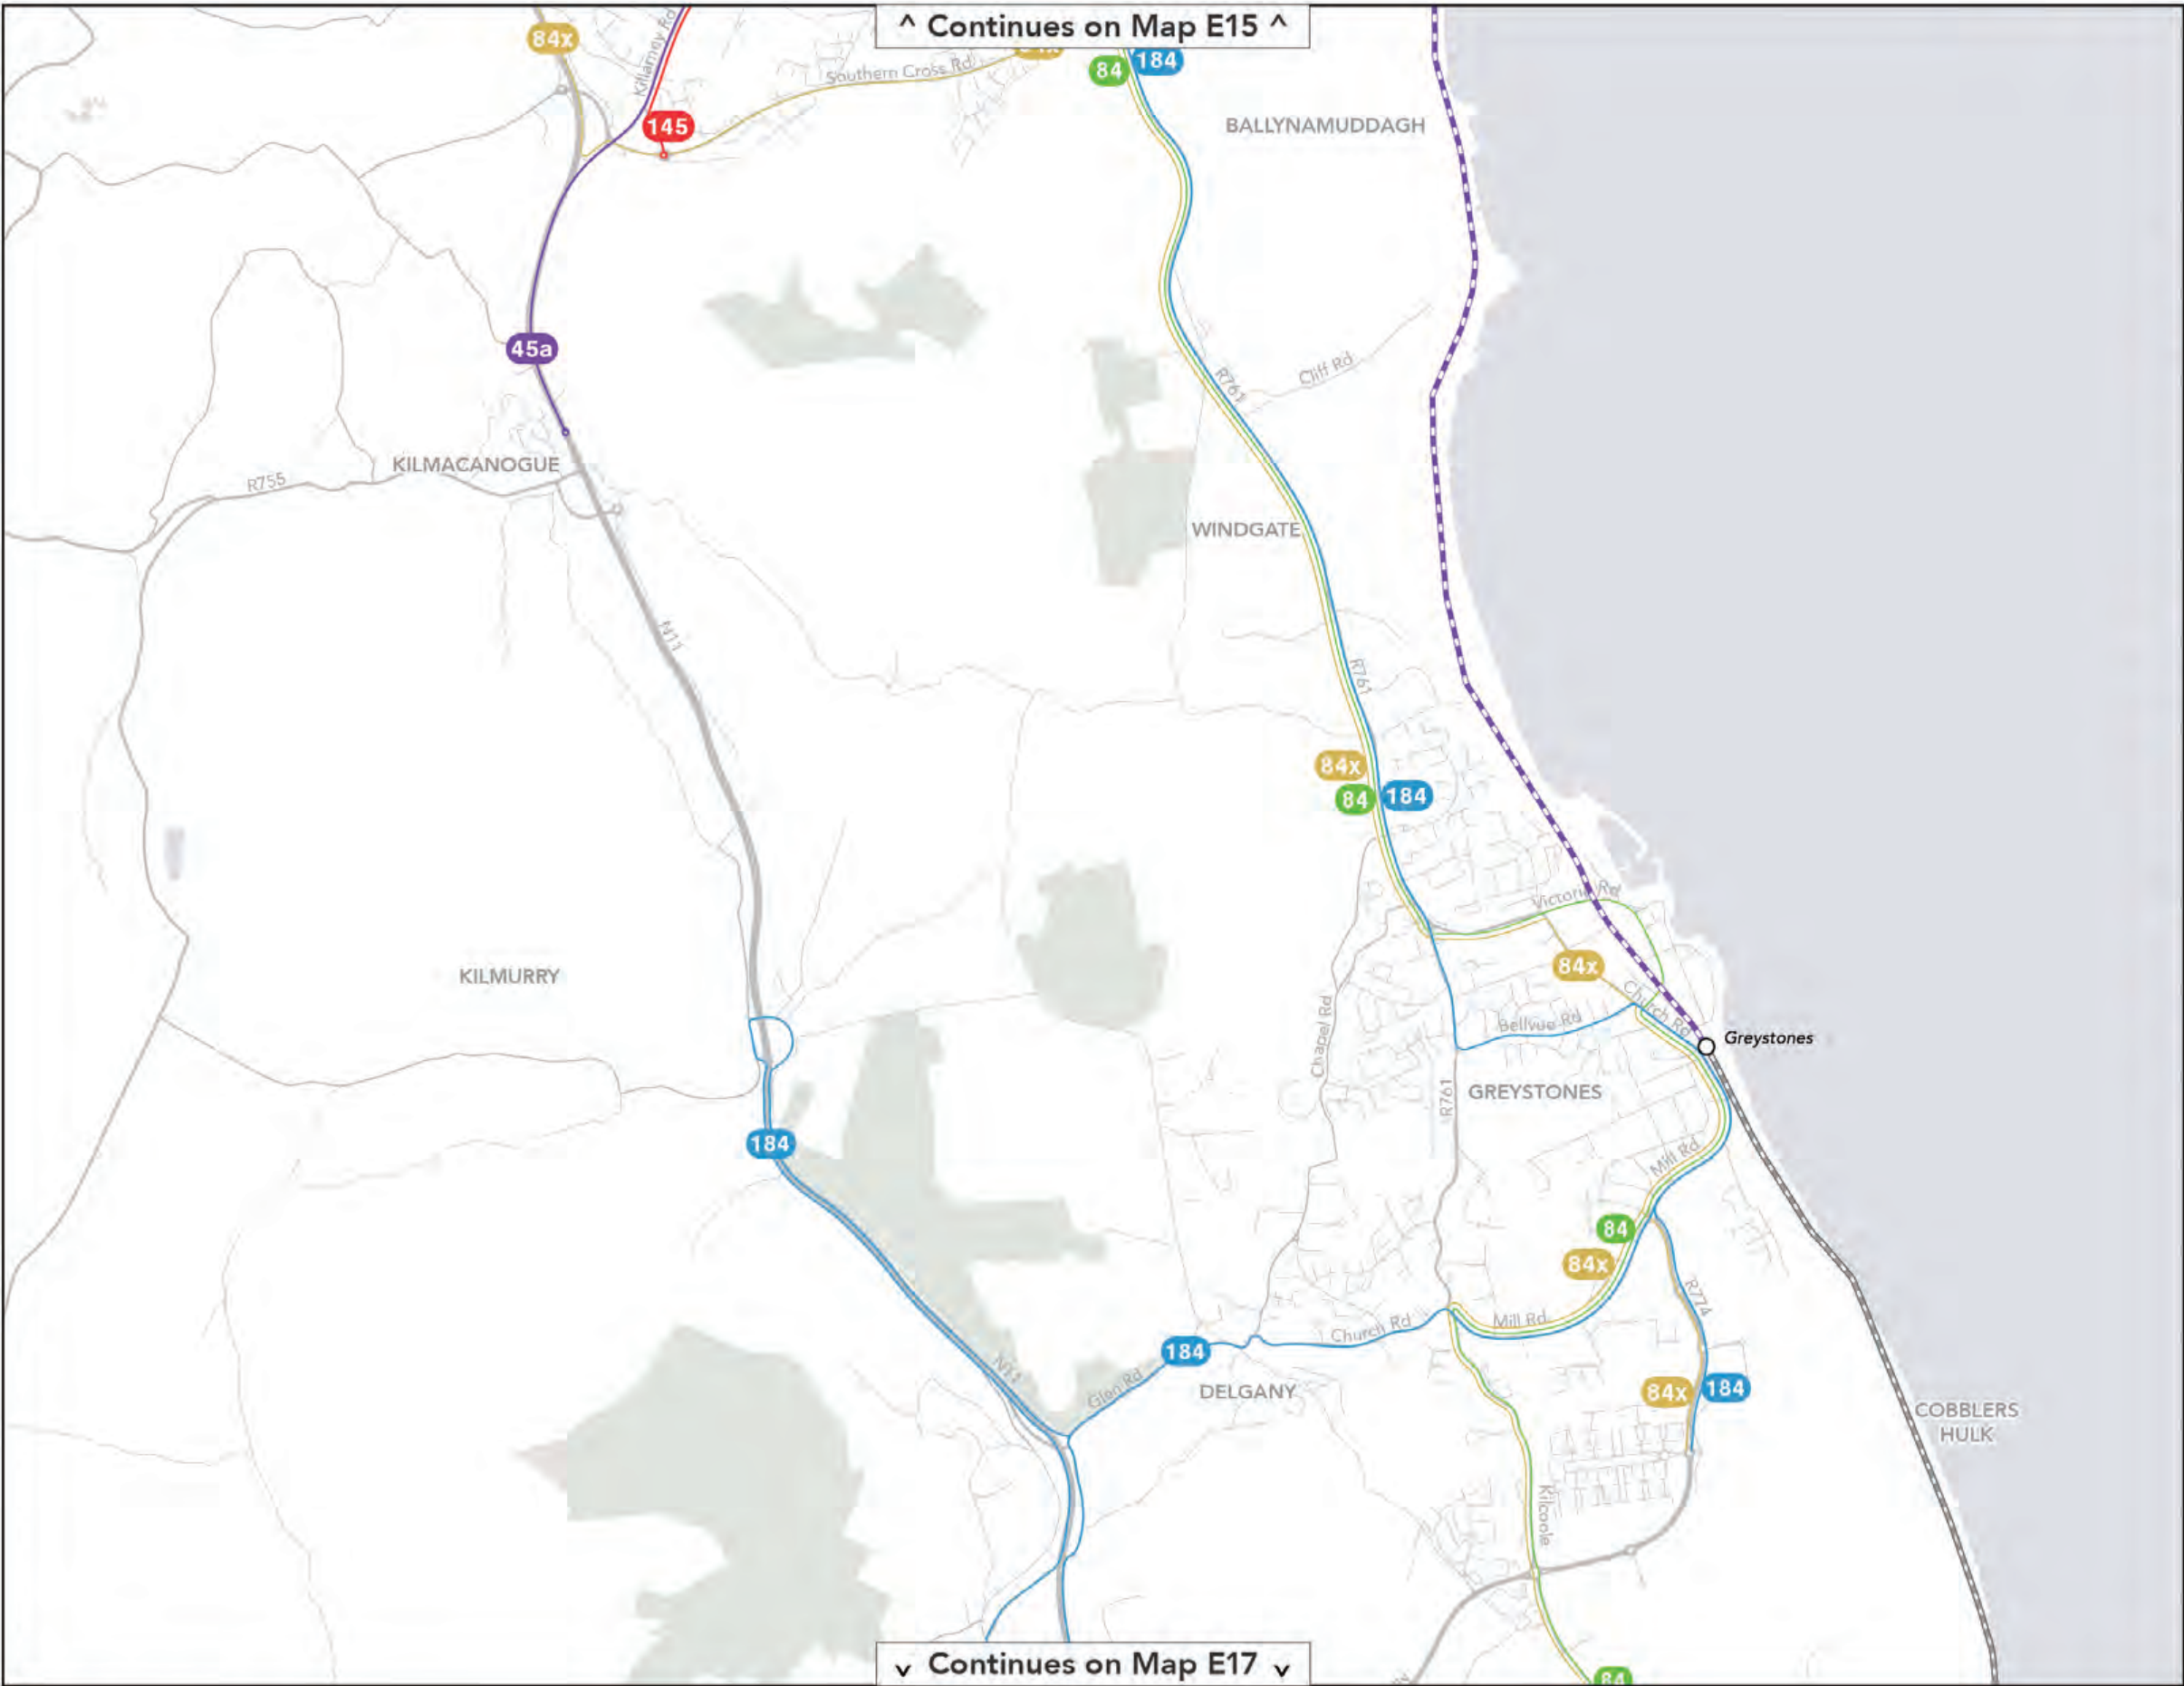 ^ Continues on Map E15 ^
84x
Killarney Rd
Southern Cross Rd
84
184
145
BALLYNAMUDDAGH
45a
R761
Cliff Rd
KILMACANOGUE
R755
WINDGATE
N11
R761
84x
84
184
Victoria Rd
84x
KILMURRY
Church Rd
Bellvue Rd
Chapel Rd
Greystones
R761
GREYSTONES
184
Mill Rd
84
84x
R774
Mill Rd
Church Rd
184
N11
Glen Rd
DELGANY
84x
184
COBBLERS
HULK
Kilcoole
84
v Continues on Map E17 v